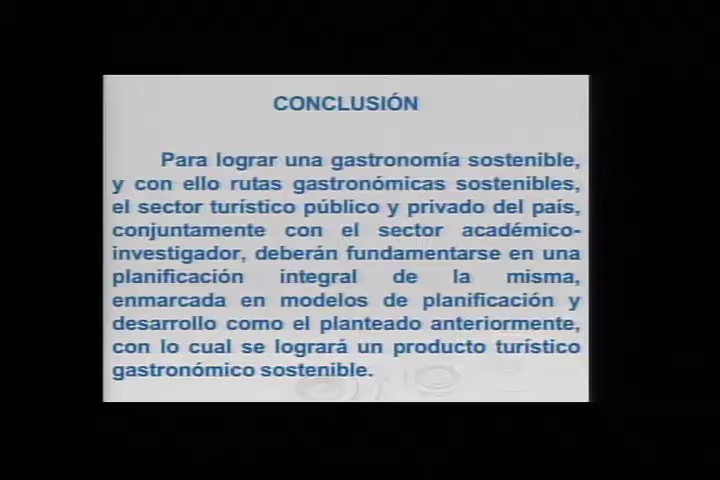 CONCLUSIÓN
Para lograr una gastronomía sostenible,
y con ello rutas gastronómicas sostenibles,
el sector turístico público y privado del país,
conjuntamente con el sector académico-
investigador, deberán fundamentarse en una
planificación integral de la misma,
enmarcada en modelos de planificación y
desarrollo como el planteado anteriormente,
con lo cual se logrará un producto turístico
gastronómico sostenible.